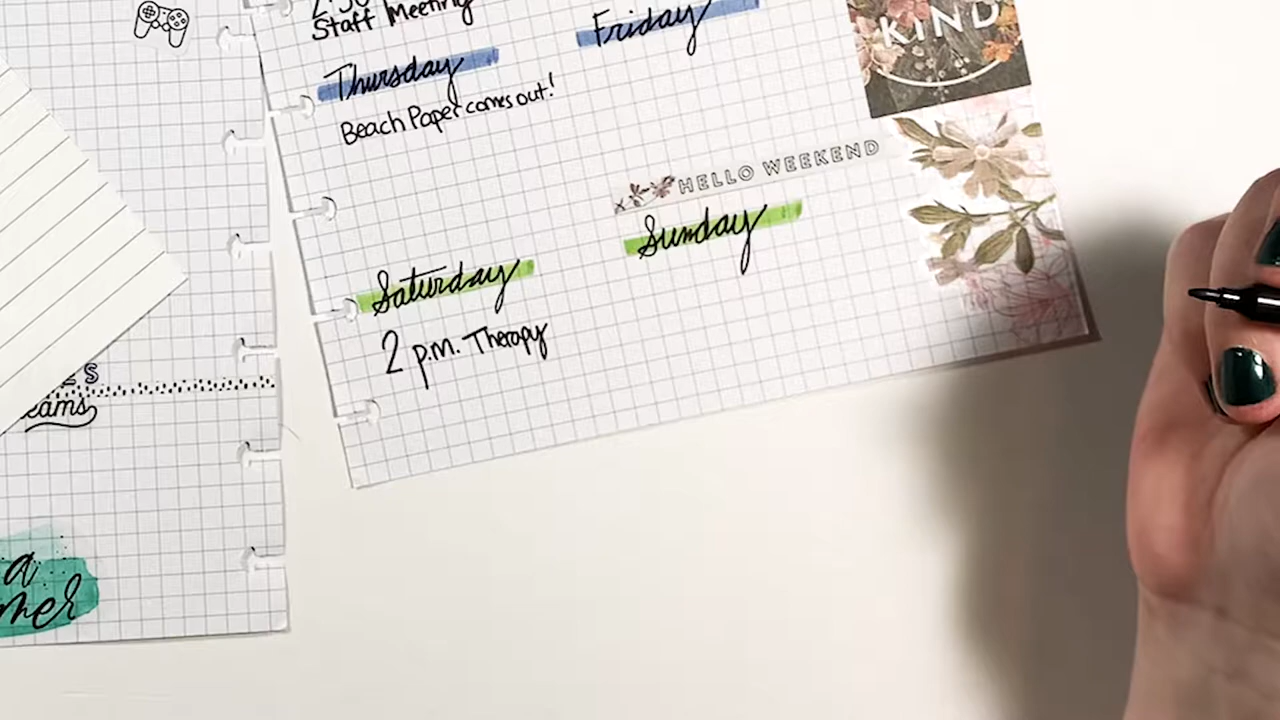 Staff Meeting
Thursday
Beach Paper comes out!
Friday
KIND
HELLO WEEKEND
Saturday
2 p.m. Therapy
Sunday
a